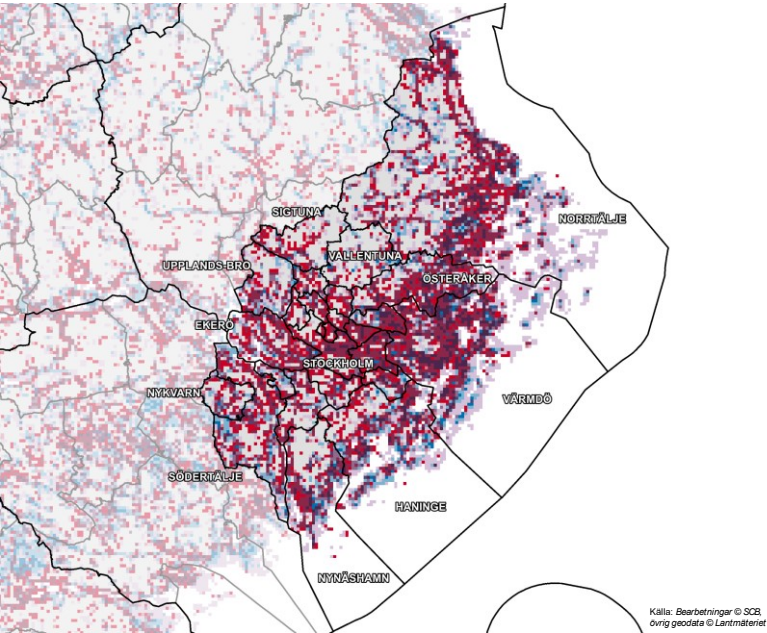 SIGTUNA
NORRTÄLJE
VALLENTUNA
UPPLANDS-BRO
ÖSTERÅKER
EKERÖ
STOCKHOLM
NYKVARN
VÄRMDÖ
SÖDERTÄLJE
HANINGE
NYNÄSHAMN
Källa: Bearbetningar © SCB,
övrig geodata © Lantmäteriet